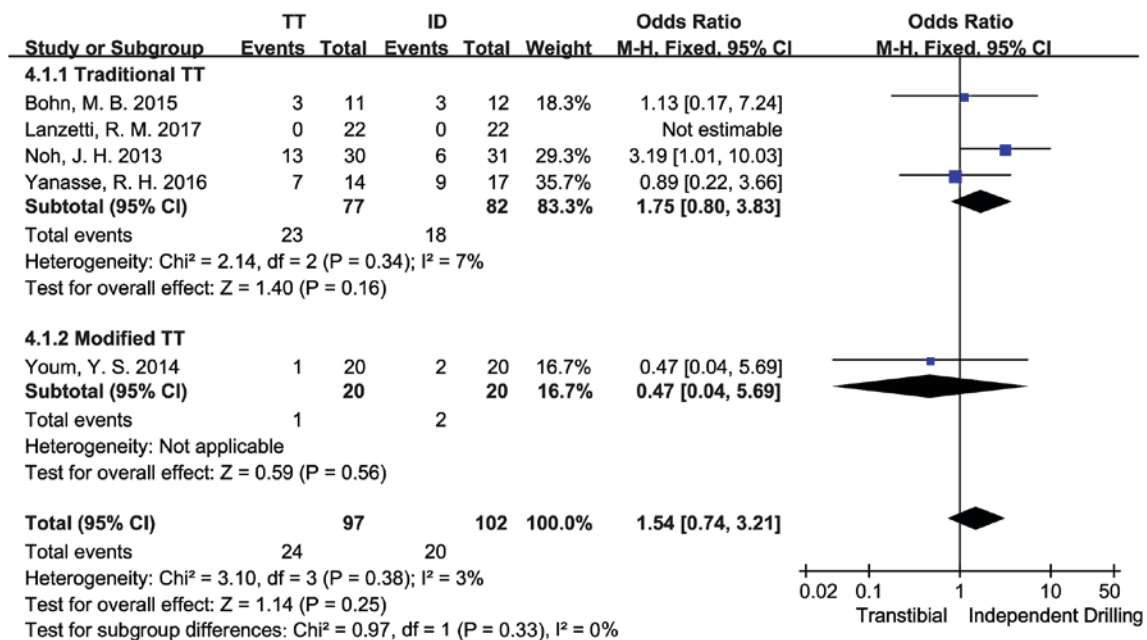 TT ID Odds Ratio Odds Ratio
Study or Subgroup Events Total Events Total Weight M-H, Fixed, 95% CI M-H, Fixed, 95% CI
4.1.1 Traditional TT
Bohn, M. B. 2015 3 11 3 12 18.3% 1.13 [0.17, 7.24]
Lanzetti, R. M. 2017 0 22 0 22 Not estimable
Noh, J. H. 2013 13 30 6 31 29.3% 3.19 [1.01, 10.03]
Yanasse, R. H. 2016 7 14 9 17 35.7% 0.89 [0.22, 3.66]
Subtotal (95% CI) 77 82 83.3% 1.75 [0.80, 3.83]
Total events 23 18
Heterogeneity: Chi² = 2.14, df = 2 (P = 0.34); I² = 7%
Test for overall effect: Z = 1.40 (P = 0.16)
4.1.2 Modified TT
Youm, Y. S. 2014 1 20 2 20 16.7% 0.47 [0.04, 5.69]
Subtotal (95% CI) 20 20 16.7% 0.47 [0.04, 5.69]
Total events 1 2
Heterogeneity: Not applicable
Test for overall effect: Z = 0.59 (P = 0.56)
Total (95% CI) 97 102 100.0% 1.54 [0.74, 3.21]
Total events 24 20
Heterogeneity: Chi² = 3.10, df = 3 (P = 0.38); I² = 3%
Test for overall effect: Z = 1.14 (P = 0.25)
Test for subgroup differences: Chi² = 0.97, df = 1 (P = 0.33), I² = 0%
0.02 0.1 1 10 50
Transtibial Independent Drilling